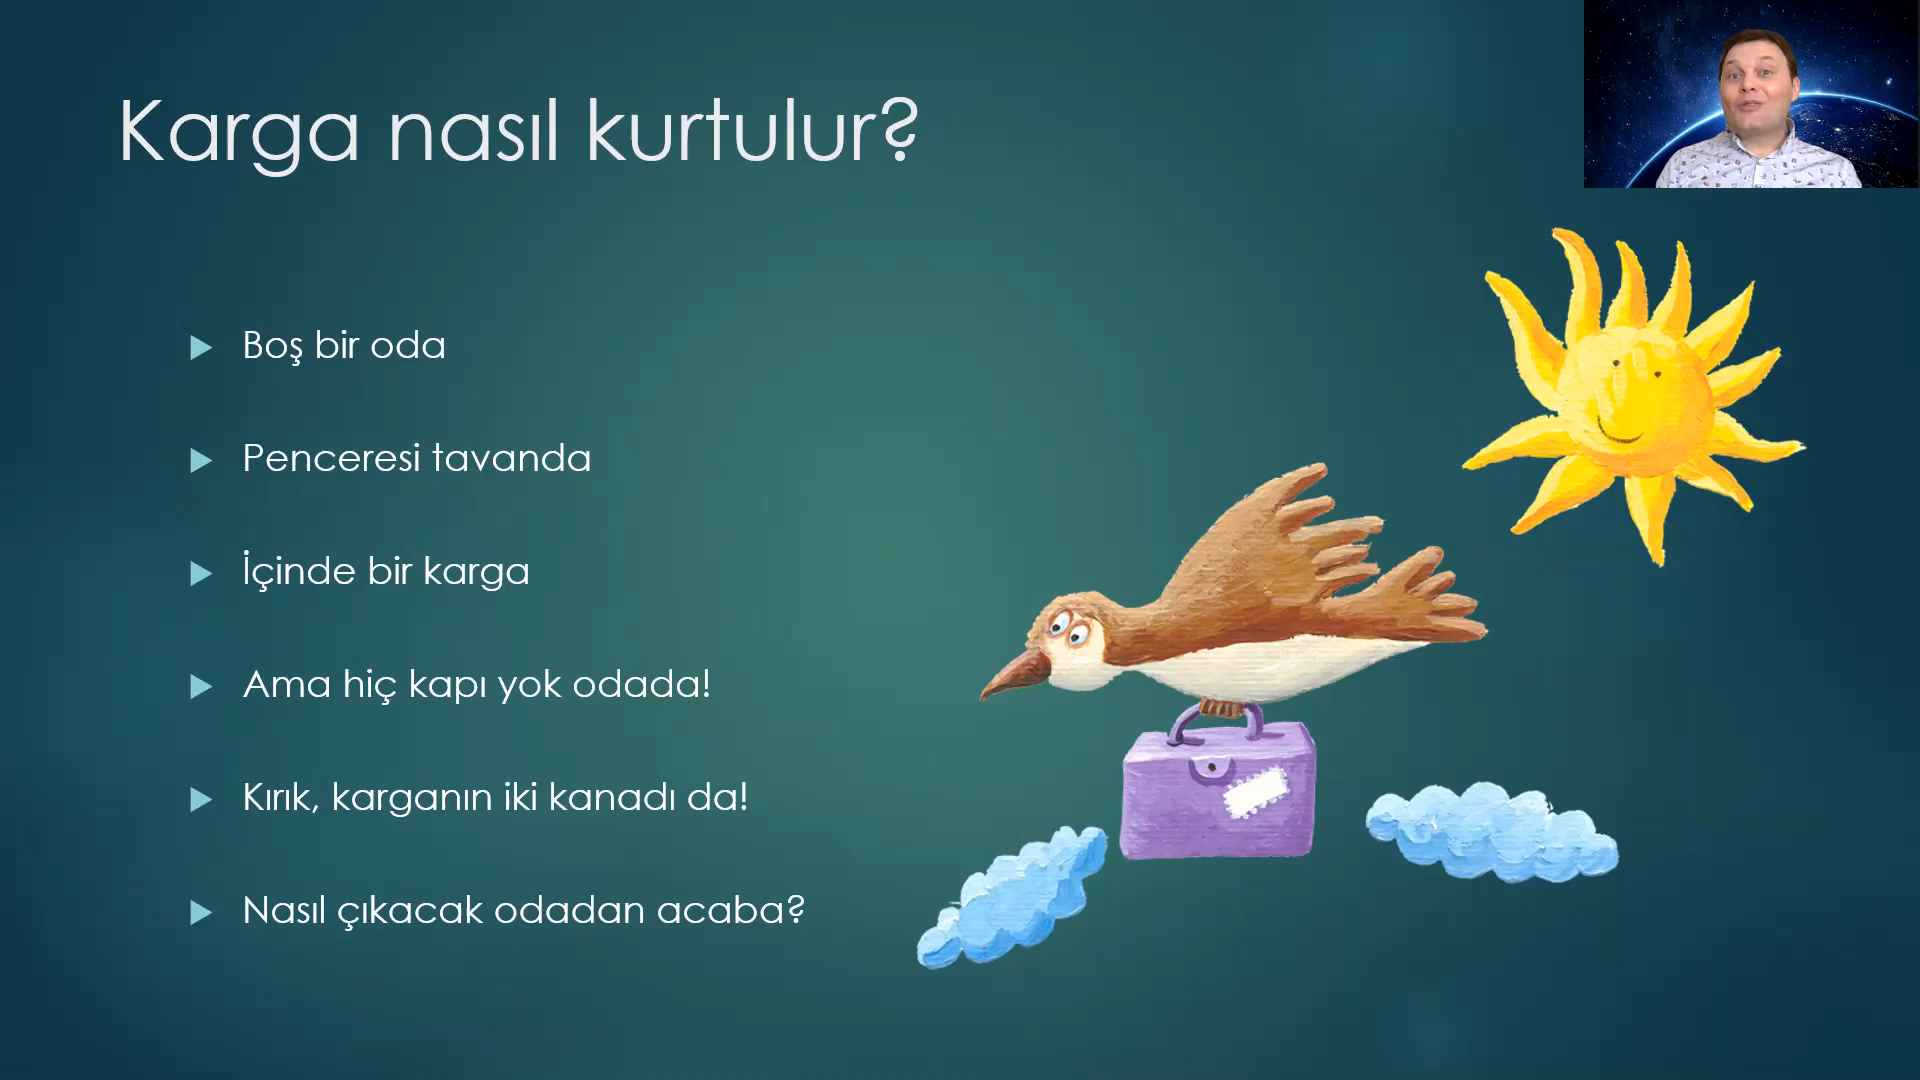 Karga nasıl kurtulur?
Boş bir oda
Penceresi tavanda
İçinde bir karga
Ama hiç kapı yok odada!
Kırık, karganın iki kanadı da!
Nasıl çıkacak odadan acaba?